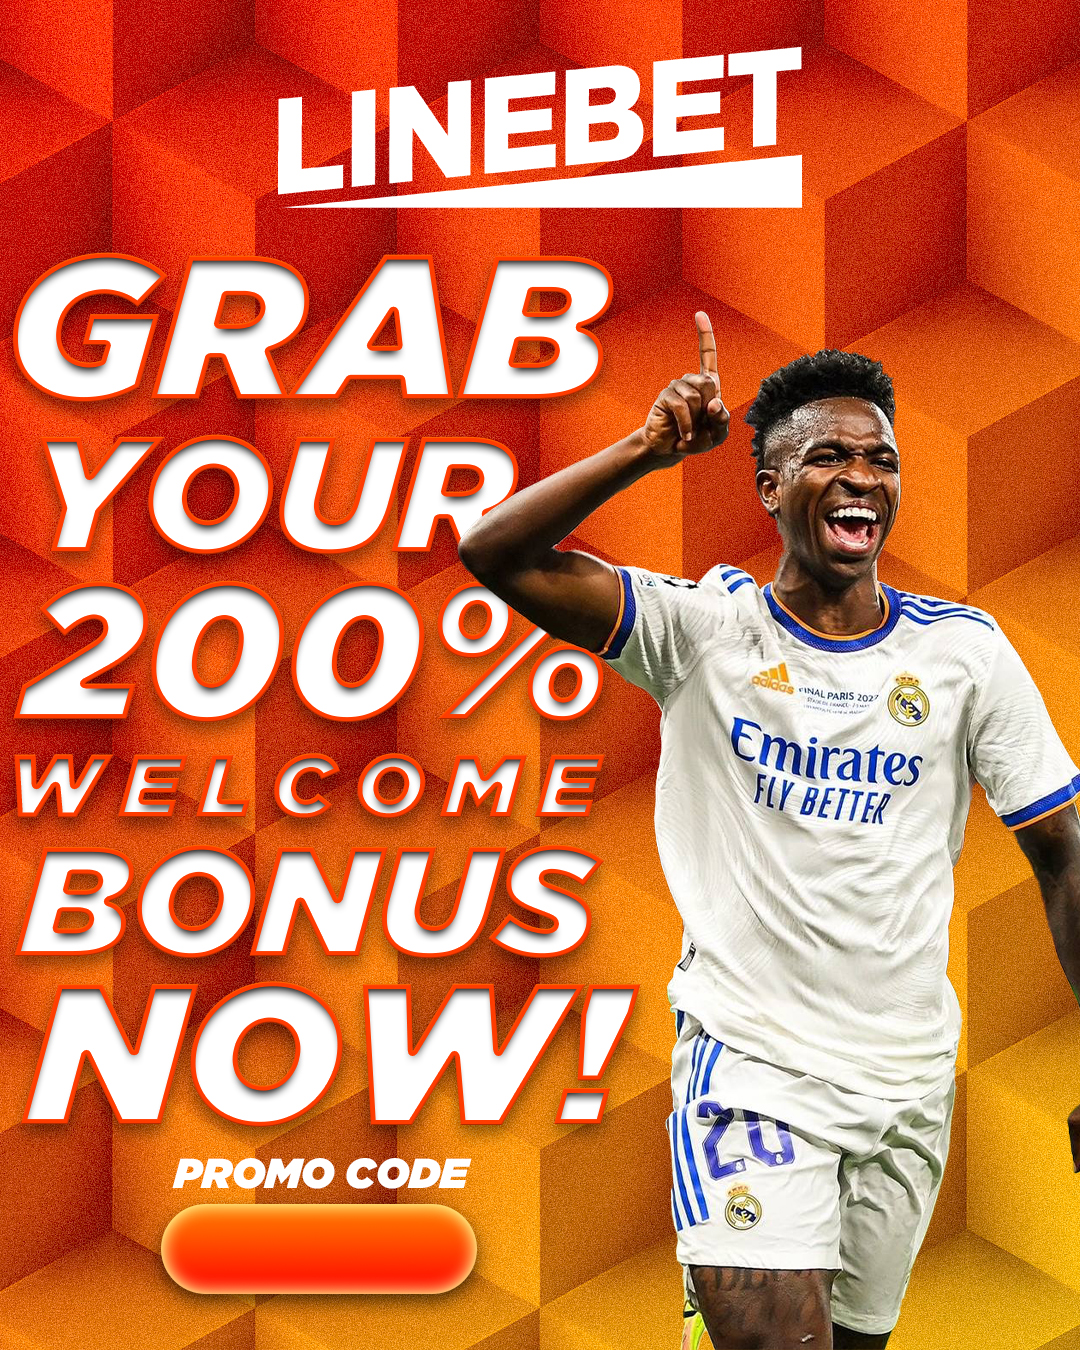 LINEBET
GRAB
YOUR
200%
WELCOME
BONUS
NOW!
PROMO CODE
adidas
FINAL PARIS 2022
Emirates
FLY BETTER
20